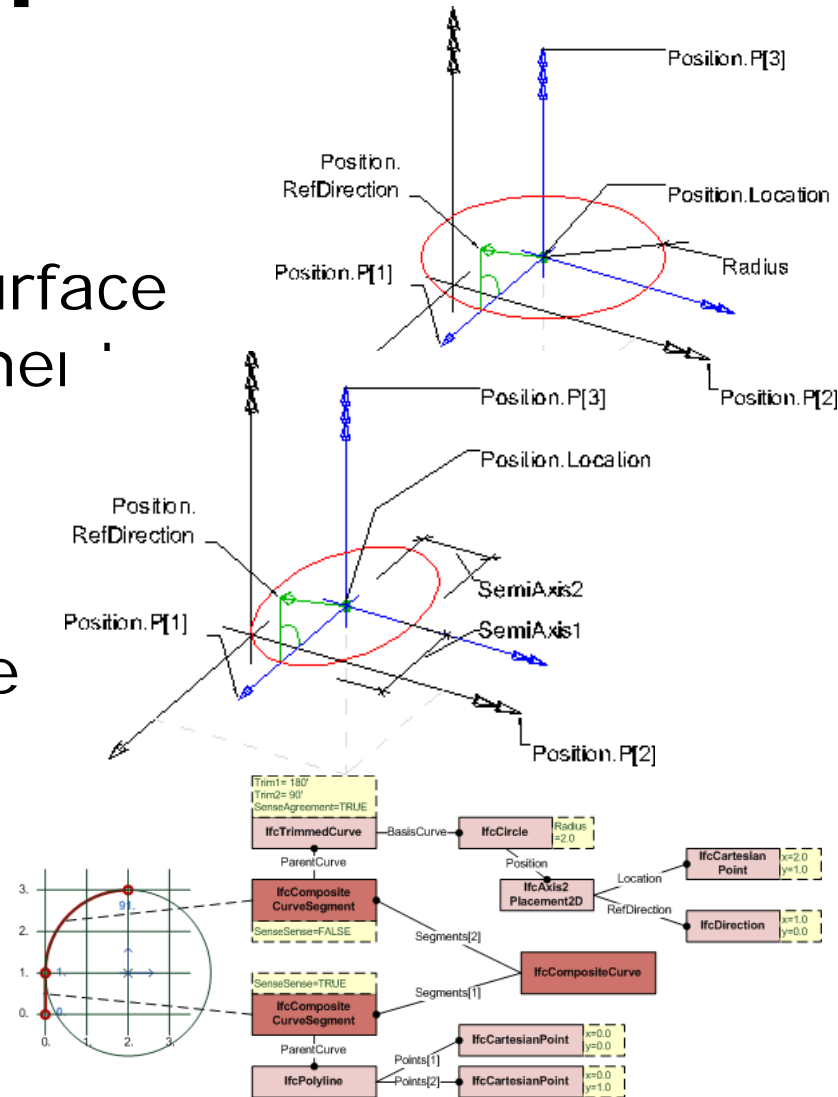 Position.P[3]
Position.
RefDirection
Position.Location
Position.P[1]
Radius
urface
Position.P[2]
Position.P[3]
Position.Location
Position.
RefDirection
SemiAxis2
SemiAxis1
Position.P[1]
e
Position.P[2]
Trim1= 180'
Trim2= 90'
SenseAgreement=TRUE
IfcTrimmedCurve
BasisCurve
IfcCircle
Radius
=2.0
ParentCurve
Position
IfcComposite
CurveSegment
SenseSense=FALSE
IfcAxis2
Placement2D
Location
RefDirection
IfcCartesian
Point
x=2.0
y=1.0
IfcDirection
x=1.0
y=0.0
Segments[2]
IfcCompositeCurve
Segments[1]
SenseSense=TRUE
IfcComposite
CurveSegment
ParentCurve
IfcPolyline
Points[1]
IfcCartesianPoint
x=0.0
y=0.0
Points[2]
IfcCartesianPoint
x=0.0
y=1.0
3.
91.
2.
1.
1.
0.
0.
0.
1.
2.
3.